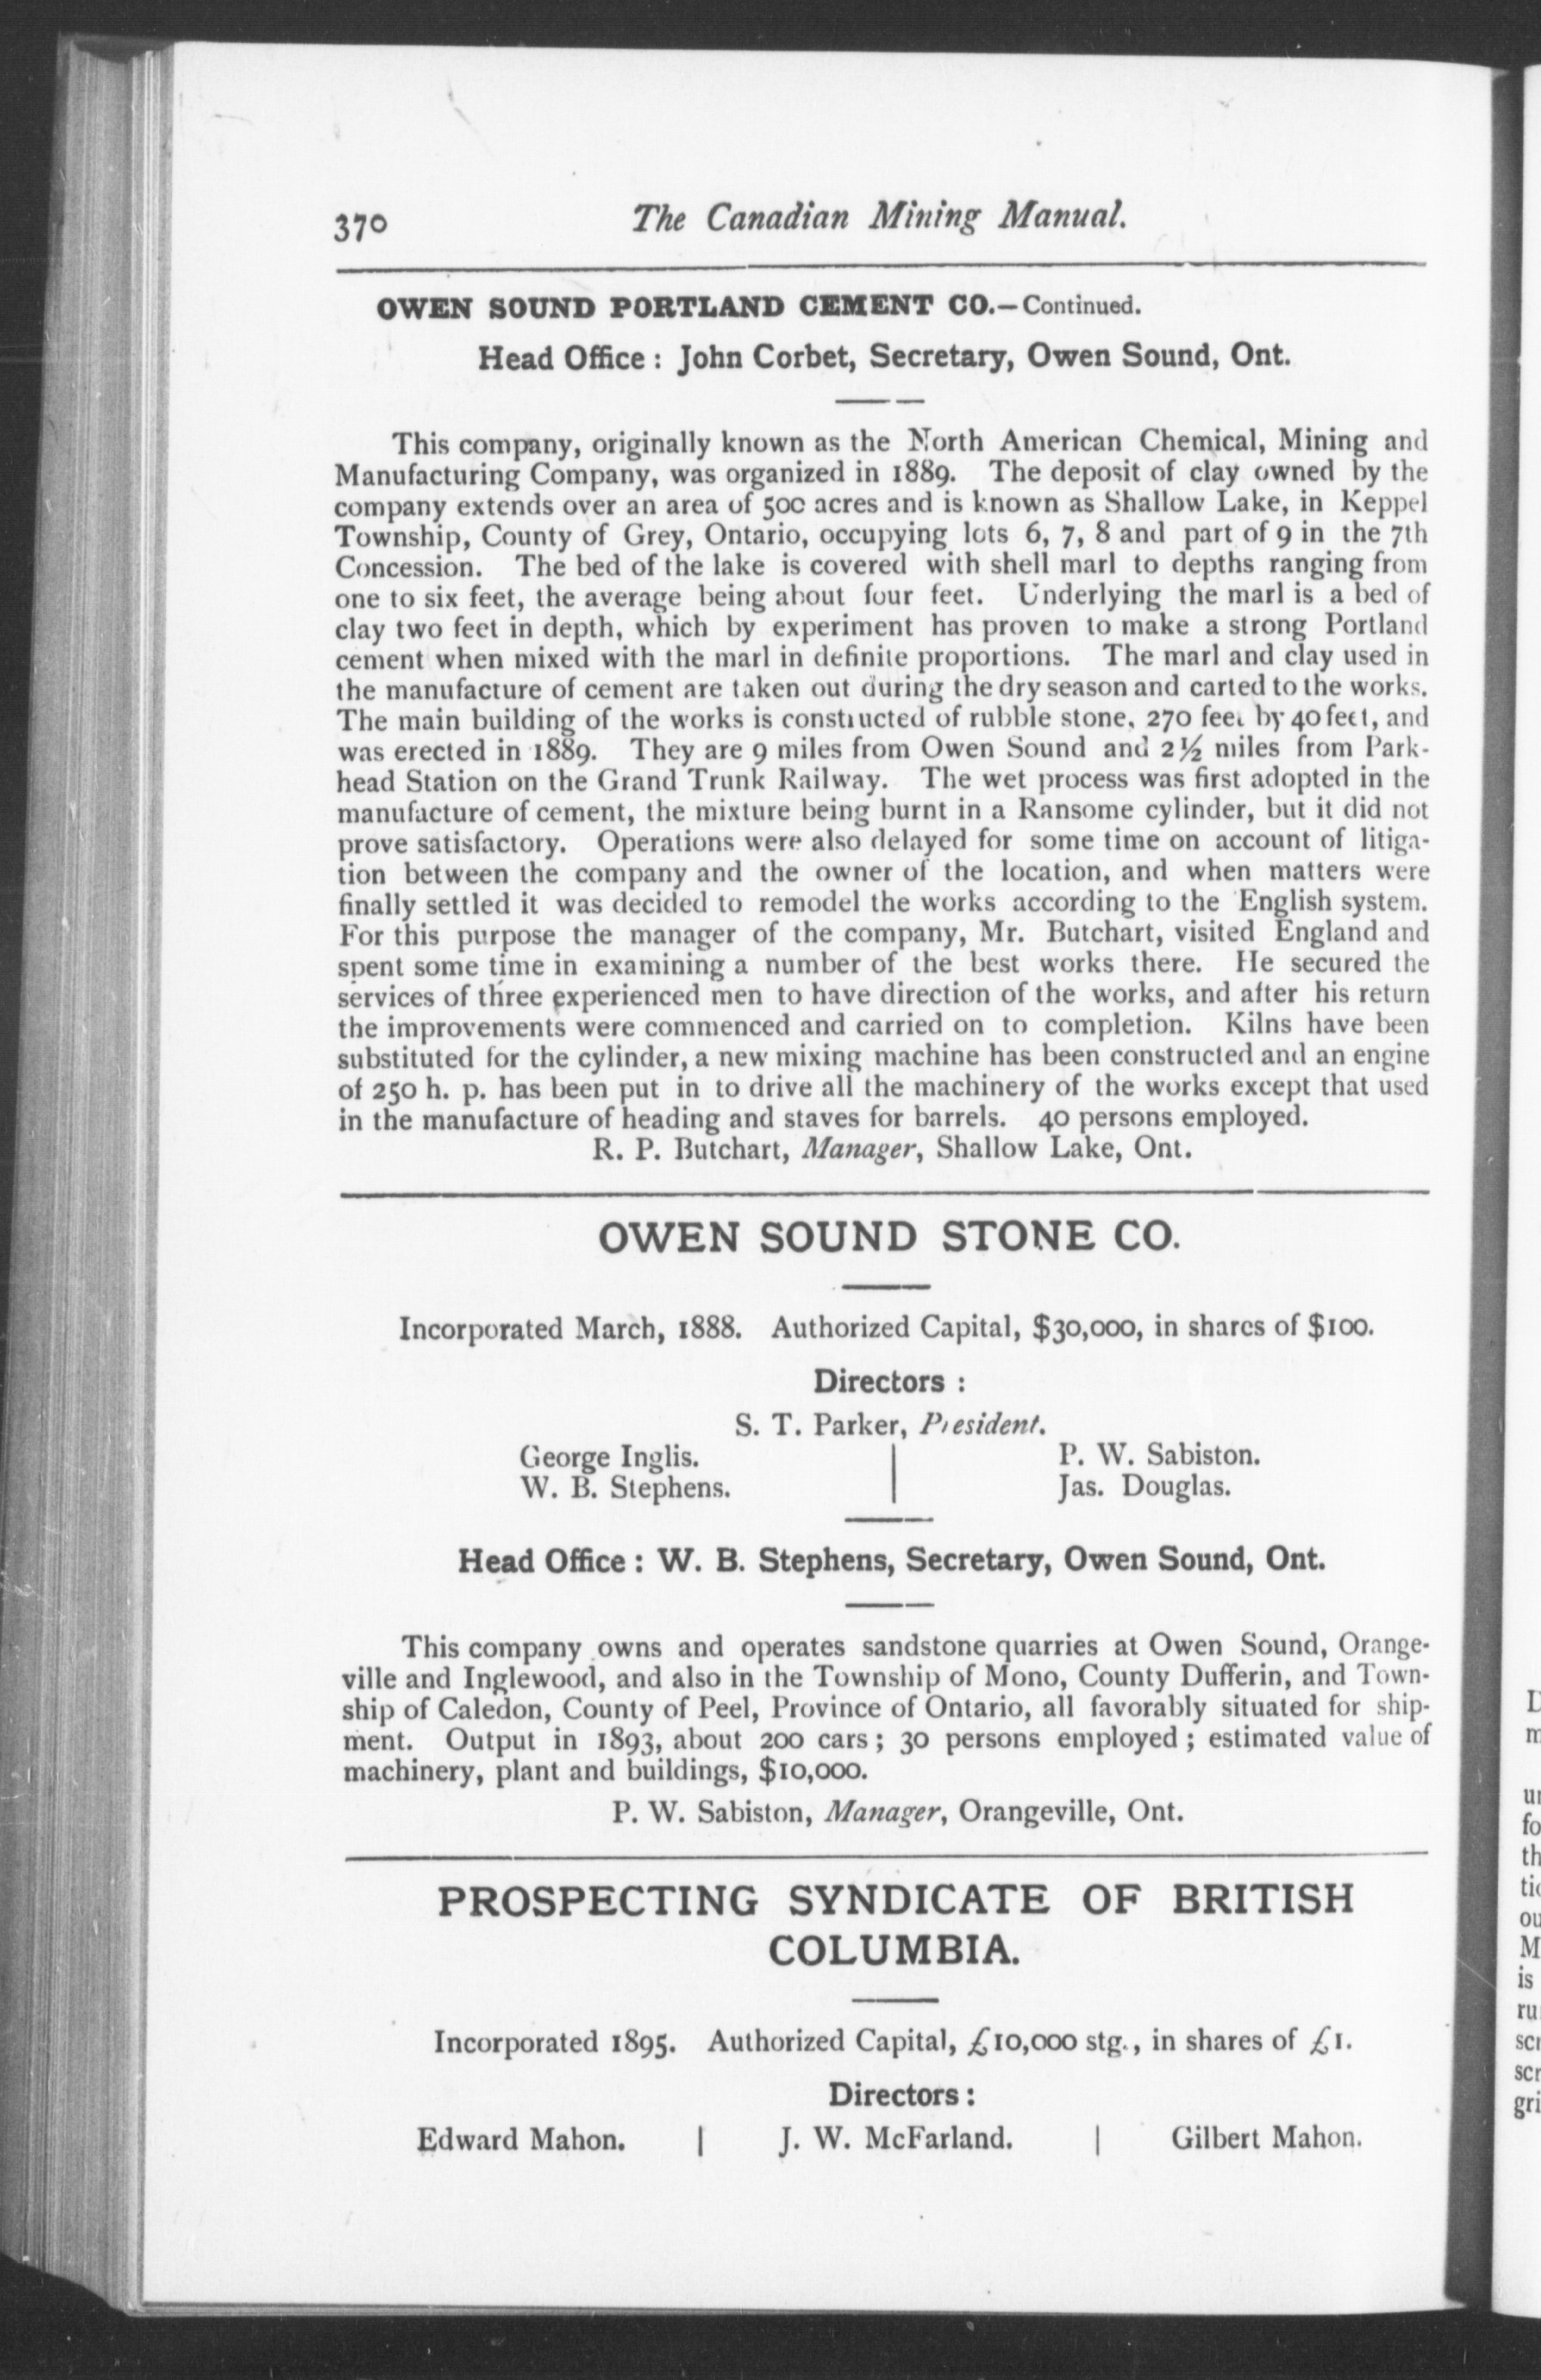 370
The Canadian Mining Manual.
OWEN SOUND PORTLAND CEMENT CO.—Continued.
Head Office : John Corbet, Secretary, Owen Sound, Ont.
This company, originally known as the North American Chemical, Mining and
Manufacturing Company, was organized in 1889. The deposit of clay owned by the
company extends over an area of 500 acres and is known as Shallow Lake, in Keppel
Township, County of Grey, Ontario, occupying lots 6, 7, 8 and part of 9 in the 7th
Concession. The bed of the lake is covered with shell marl to depths ranging from
one to six feet, the average being about four feet. Underlying the marl is a bed of
clay two feet in depth, which by experiment has proven to make a strong Portland
cement when mixed with the marl in definite proportions. The marl and clay used in
the manufacture of cement are taken out during the dry season and carted to the works.
The main building of the works is constructed of rubble stone, 270 feet by 40 feet, and
was erected in 1889. They are 9 miles from Owen Sound and 2½ miles from Park-
head Station on the Grand Trunk Railway. The wet process was first adopted in the
manufacture of cement, the mixture being burnt in a Ransome cylinder, but it did not
prove satisfactory. Operations were also delayed for some time on account of litiga-
tion between the company and the owner of the location, and when matters were
finally settled it was decided to remodel the works according to the English system.
For this purpose the manager of the company, Mr. Butchart, visited England and
spent some time in examining a number of the best works there. He secured the
services of three experienced men to have direction of the works, and after his return
the improvements were commenced and carried on to completion. Kilns have been
substituted for the cylinder, a new mixing machine has been constructed and an engine
of 250 h. p. has been put in to drive all the machinery of the works except that used
in the manufacture of heading and staves for barrels. 40 persons employed.
R. P. Butchart, Manager, Shallow Lake, Ont.
OWEN SOUND STONE CO.
Incorporated March, 1888. Authorized Capital, $30,000, in shares of $100.
Directors :
S. T. Parker, President.
George Inglis. | P. W. Sabiston.
W. B. Stephens. | Jas. Douglas.
Head Office : W. B. Stephens, Secretary, Owen Sound, Ont.
This company owns and operates sandstone quarries at Owen Sound, Orange-
ville and Inglewood, and also in the Township of Mono, County Dufferin, and Town-
ship of Caledon, County of Peel, Province of Ontario, all favorably situated for ship-
ment. Output in 1893, about 200 cars ; 30 persons employed ; estimated value of
machinery, plant and buildings, $10,000.
P. W. Sabiston, Manager, Orangeville, Ont.
PROSPECTING SYNDICATE OF BRITISH
COLUMBIA.
Incorporated 1895. Authorized Capital, £10,000 stg., in shares of £1.
Directors :
Edward Mahon. | J. W. McFarland. | Gilbert Mahon.